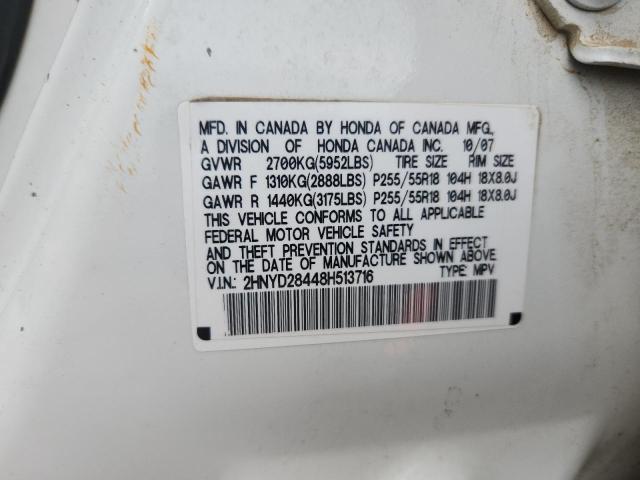 MFD. IN CANADA BY HONDA OF CANADA MFG.,
A DIVISION OF HONDA CANADA INC. 10/07
GVWR 2700KG(5952LBS) TIRE SIZE RIM SIZE
GAWR F 1310KG(2888LBS) P255/55R18 104H 18X8.0J
GAWR R 1440KG(3175LBS) P255/55R18 104H 18X8.0J
THIS VEHICLE CONFORMS TO ALL APPLICABLE
FEDERAL MOTOR VEHICLE SAFETY
AND THEFT PREVENTION STANDARDS IN EFFECT
ON THE DATE OF MANUFACTURE SHOWN ABOVE.
V.I.N.: 2HNYD28448H513716 TYPE: MPV